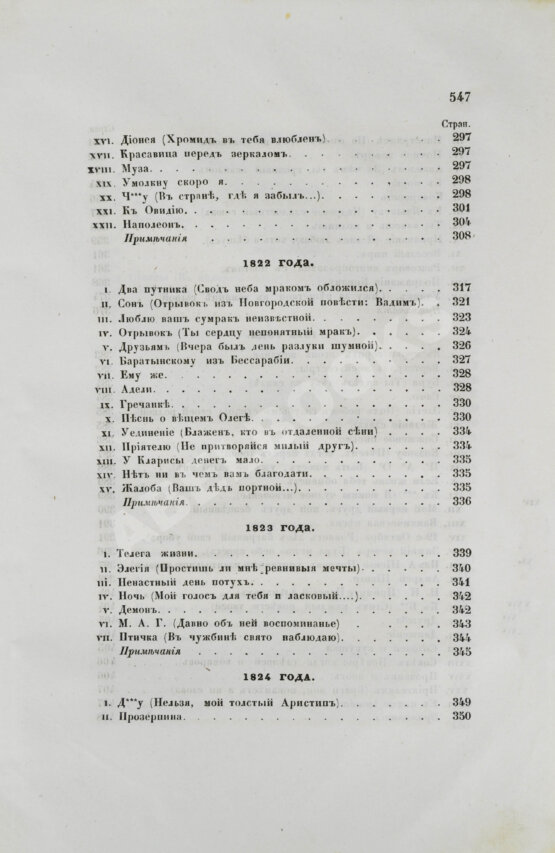 547
Стран.
XVI. Діонея (Хромидъ въ тебя влюбленъ). . . . . . 297
XVII. Красавица передъ зеркаломъ. . . . . . 297
XVIII. Муза. . . . . . 297
XIX. Умолкну скоро я. . . . . . 298
XX. Ч***у (Въ странѣ, гдѣ я забылъ...). . . . . . 298
XXI. Къ Овидію. . . . . . 301
XXII. Наполеонъ. . . . . . 304
Примѣчанія . . . . . . 308
1822 ГОДА.
I. Два путника (Сводъ неба мракомъ обложился). . . . 317
II. Сонъ (Отрывокъ изъ Новгородской повѣсти: Вадимъ). . 321
III. Люблю вашъ сумракъ неизвѣстной. . . . . . 323
IV. Отрывокъ (Ты сердцу непонятный мракъ). . . . . . 324
V. Друзьямъ (Вчера былъ день разлуки шумной). . . . 326
VI. Баратынскому изъ Бессарабіи. . . . . . 327
VII. Ему же. . . . . . 328
VIII. Адели. . . . . . 328
IX. Гречанкѣ. . . . . . 330
X. Пѣснь о вѣщемъ Олегѣ. . . . . . 330
XI. Уединеніе (Блаженъ, кто въ отдаленной сѣни) . . . . 334
XII. Пріятелю (Не притворяйся милый другъ). . . . . . 334
XIII. У Кларисы денегъ мало. . . . . . 335
XIV. Нѣтъ ни въ чемъ вамъ благодати. . . . . . 335
XV. Жалоба (Вашъ дѣдъ портной...). . . . . . 335
Примѣчанія. . . . . . 336
1823 ГОДА.
I. Телега жизни. . . . . . 339
II. Элегія (Простишь ли мнѣ ревнивыя мечты). . . . . . 340
III. Ненастный день потухъ. . . . . . 341
IV. Ночь (Мой голосъ для тебя и ласковый....). . . . . . 342
V. Демонъ. . . . . . 342
VI. М. А. Г. (Давно объ ней воспоминанье) . . . . . . 343
VII. Птичка (Въ чужбинѣ свято наблюдаю). . . . . . 344
Примѣчанія . . . . . . 345
1824 ГОДА.
I. Д***у (Нельзя, мой толстый Аристипъ). . . . . . 349
II. Прозерпина. . . . . . 350